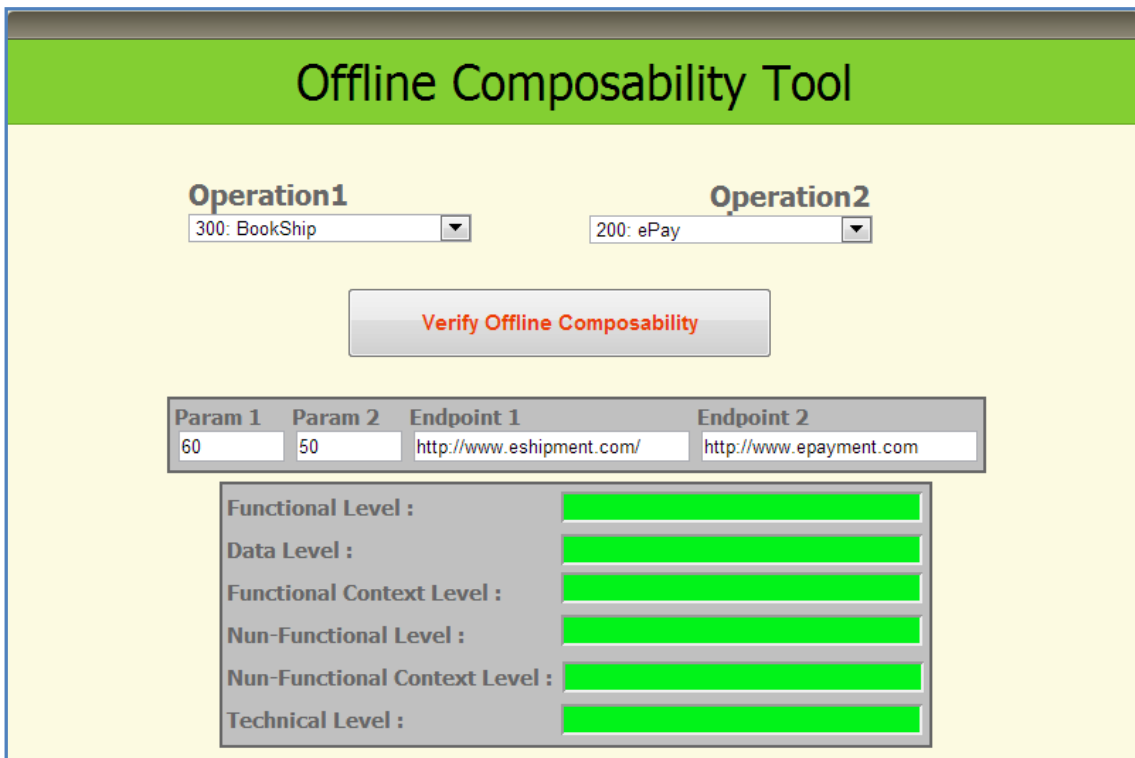 Offline Composability Tool
Operation1 Operation2
300: BookShip 200: ePay
Verify Offline Composability
Param 1 Param 2 Endpoint 1 Endpoint 2
60 50 http://www.eshipment.com/ http://www.epayment.com
Functional Level :
Data Level :
Functional Context Level :
Nun-Functional Level :
Nun-Functional Context Level :
Technical Level :